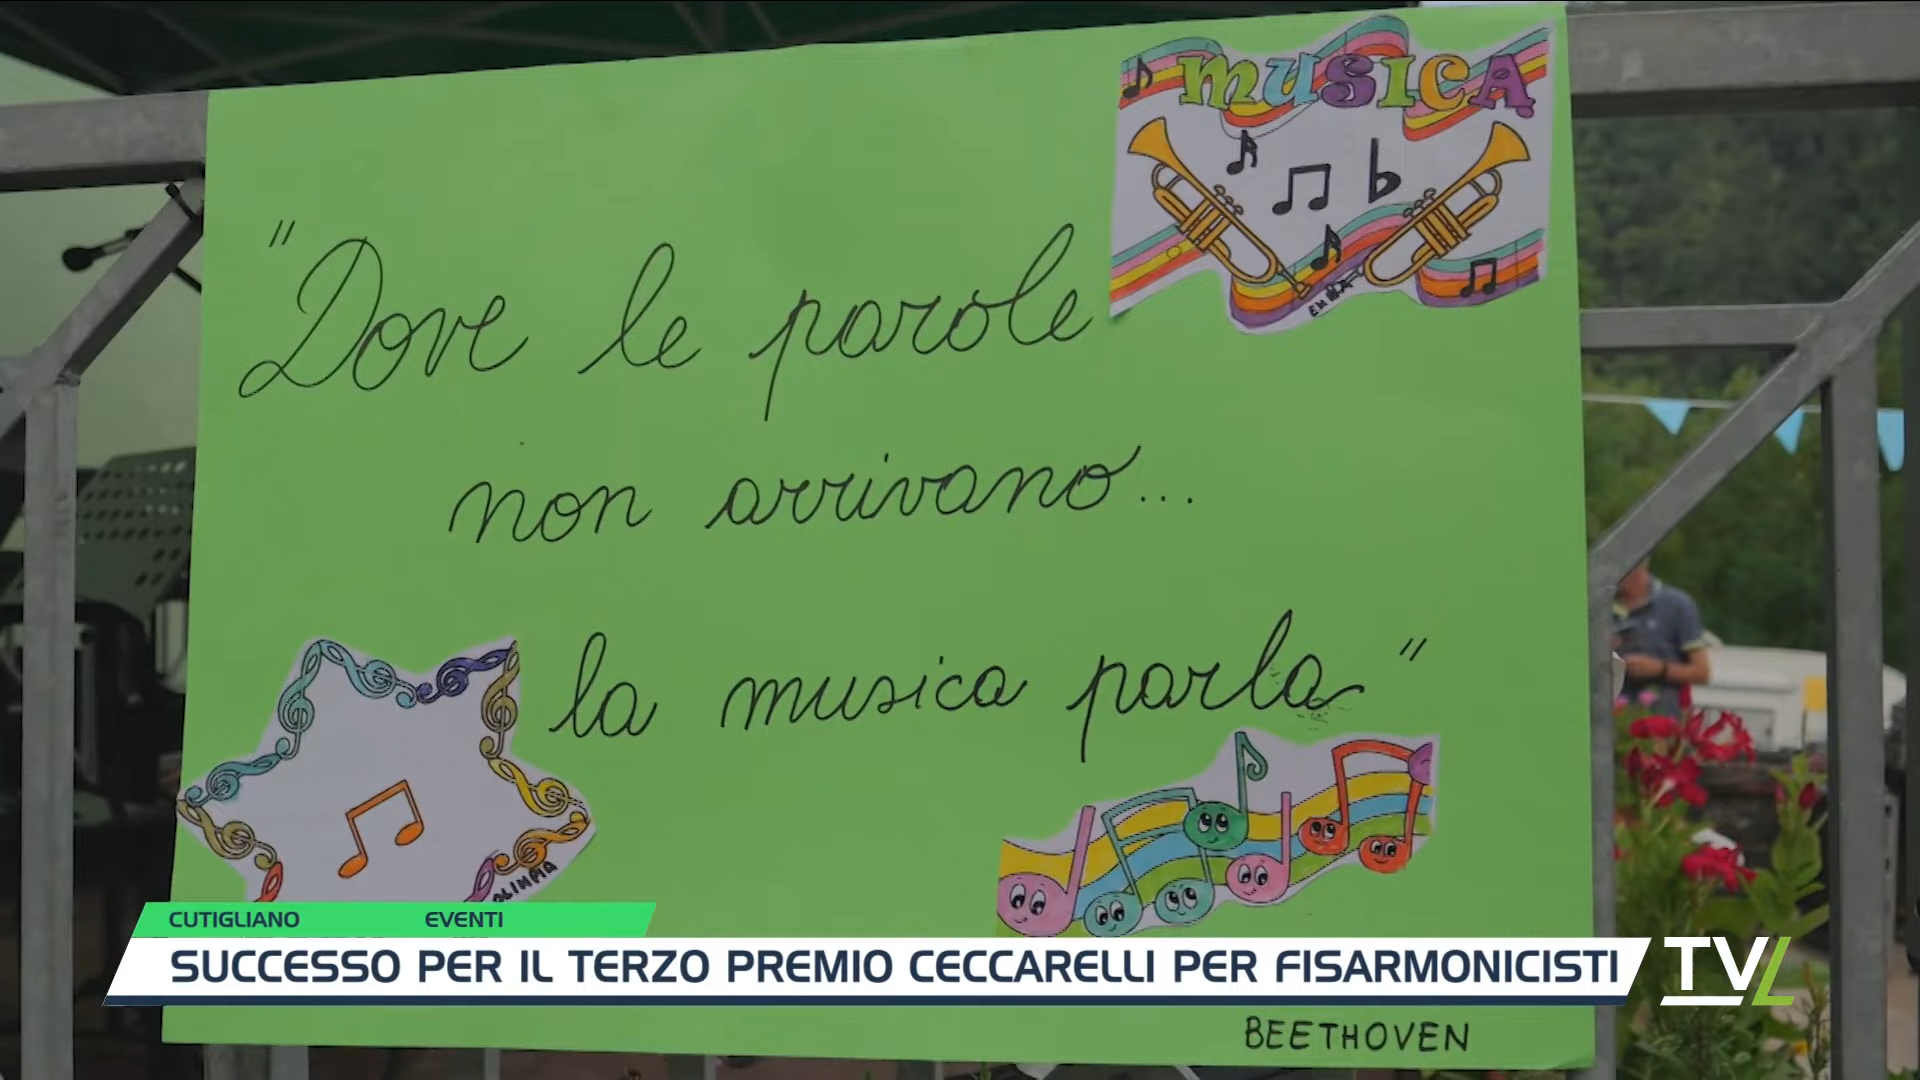 MUSICA
EMMA
"Dove le parole
non arrivano...
la musica parla"
OLIMPIA
CUTIGLIANO EVENTI
SUCCESSO PER IL TERZO PREMIO CECCARELLI PER FISARMONICISTI
TVL
BEETHOVEN